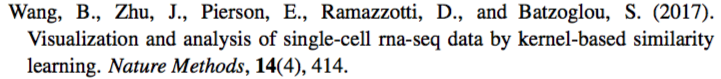 Wang, B., Zhu, J., Pierson, E., Ramazzotti, D., and Batzoglou, S. (2017).
Visualization and analysis of single-cell rna-seq data by kernel-based similarity
learning. Nature Methods, 14(4), 414.